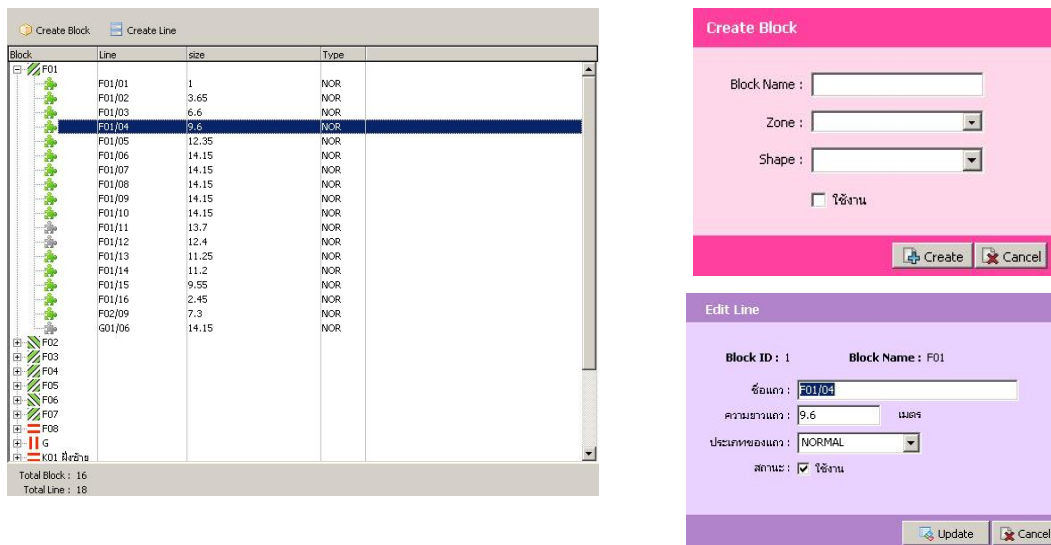 Create Block Create Line
Block Line size Type
F01
F01/01 1 NOR
F01/02 3.65 NOR
F01/03 6.6 NOR
F01/04 9.6 NOR
F01/05 12.35 NOR
F01/06 14.15 NOR
F01/07 14.15 NOR
F01/08 14.15 NOR
F01/09 14.15 NOR
F01/10 14.15 NOR
F01/11 13.7 NOR
F01/12 12.4 NOR
F01/13 11.25 NOR
F01/14 11.2 NOR
F01/15 9.55 NOR
F01/16 2.45 NOR
F02/09 7.3 NOR
G01/06 14.15 NOR
F02
F03
F04
F05
F06
F07
F08
G
K01 ฝั่งซ้าย
Total Block : 16
Total Line : 18
Create Block
Block Name :
Zone :
Shape :
ใช้งาน
Create Cancel
Edit Line
Block ID : 1 Block Name : F01
ชื่อแถว : F01/04
ความยาวแถว : 9.6 เมตร
ประเภทของแถว : NORMAL
สถานะ : ใช้งาน
Update Cancel